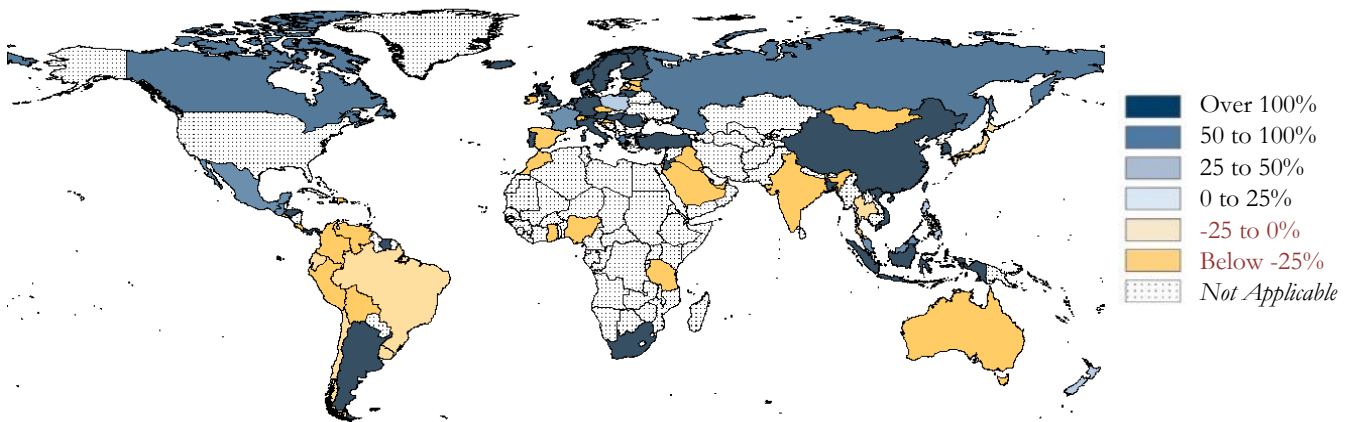 Over 100%
50 to 100%
25 to 50%
0 to 25%
-25 to 0%
Below -25%
Not Applicable